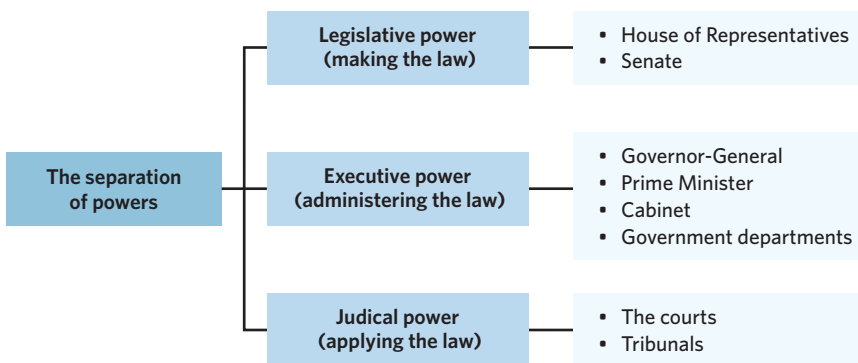 The separation
of powers
Legislative power
(making the law)
• House of Representatives
• Senate
Executive power
(administering the law)
• Governor-General
• Prime Minister
• Cabinet
• Government departments
Judical power
(applying the law)
• The courts
• Tribunals